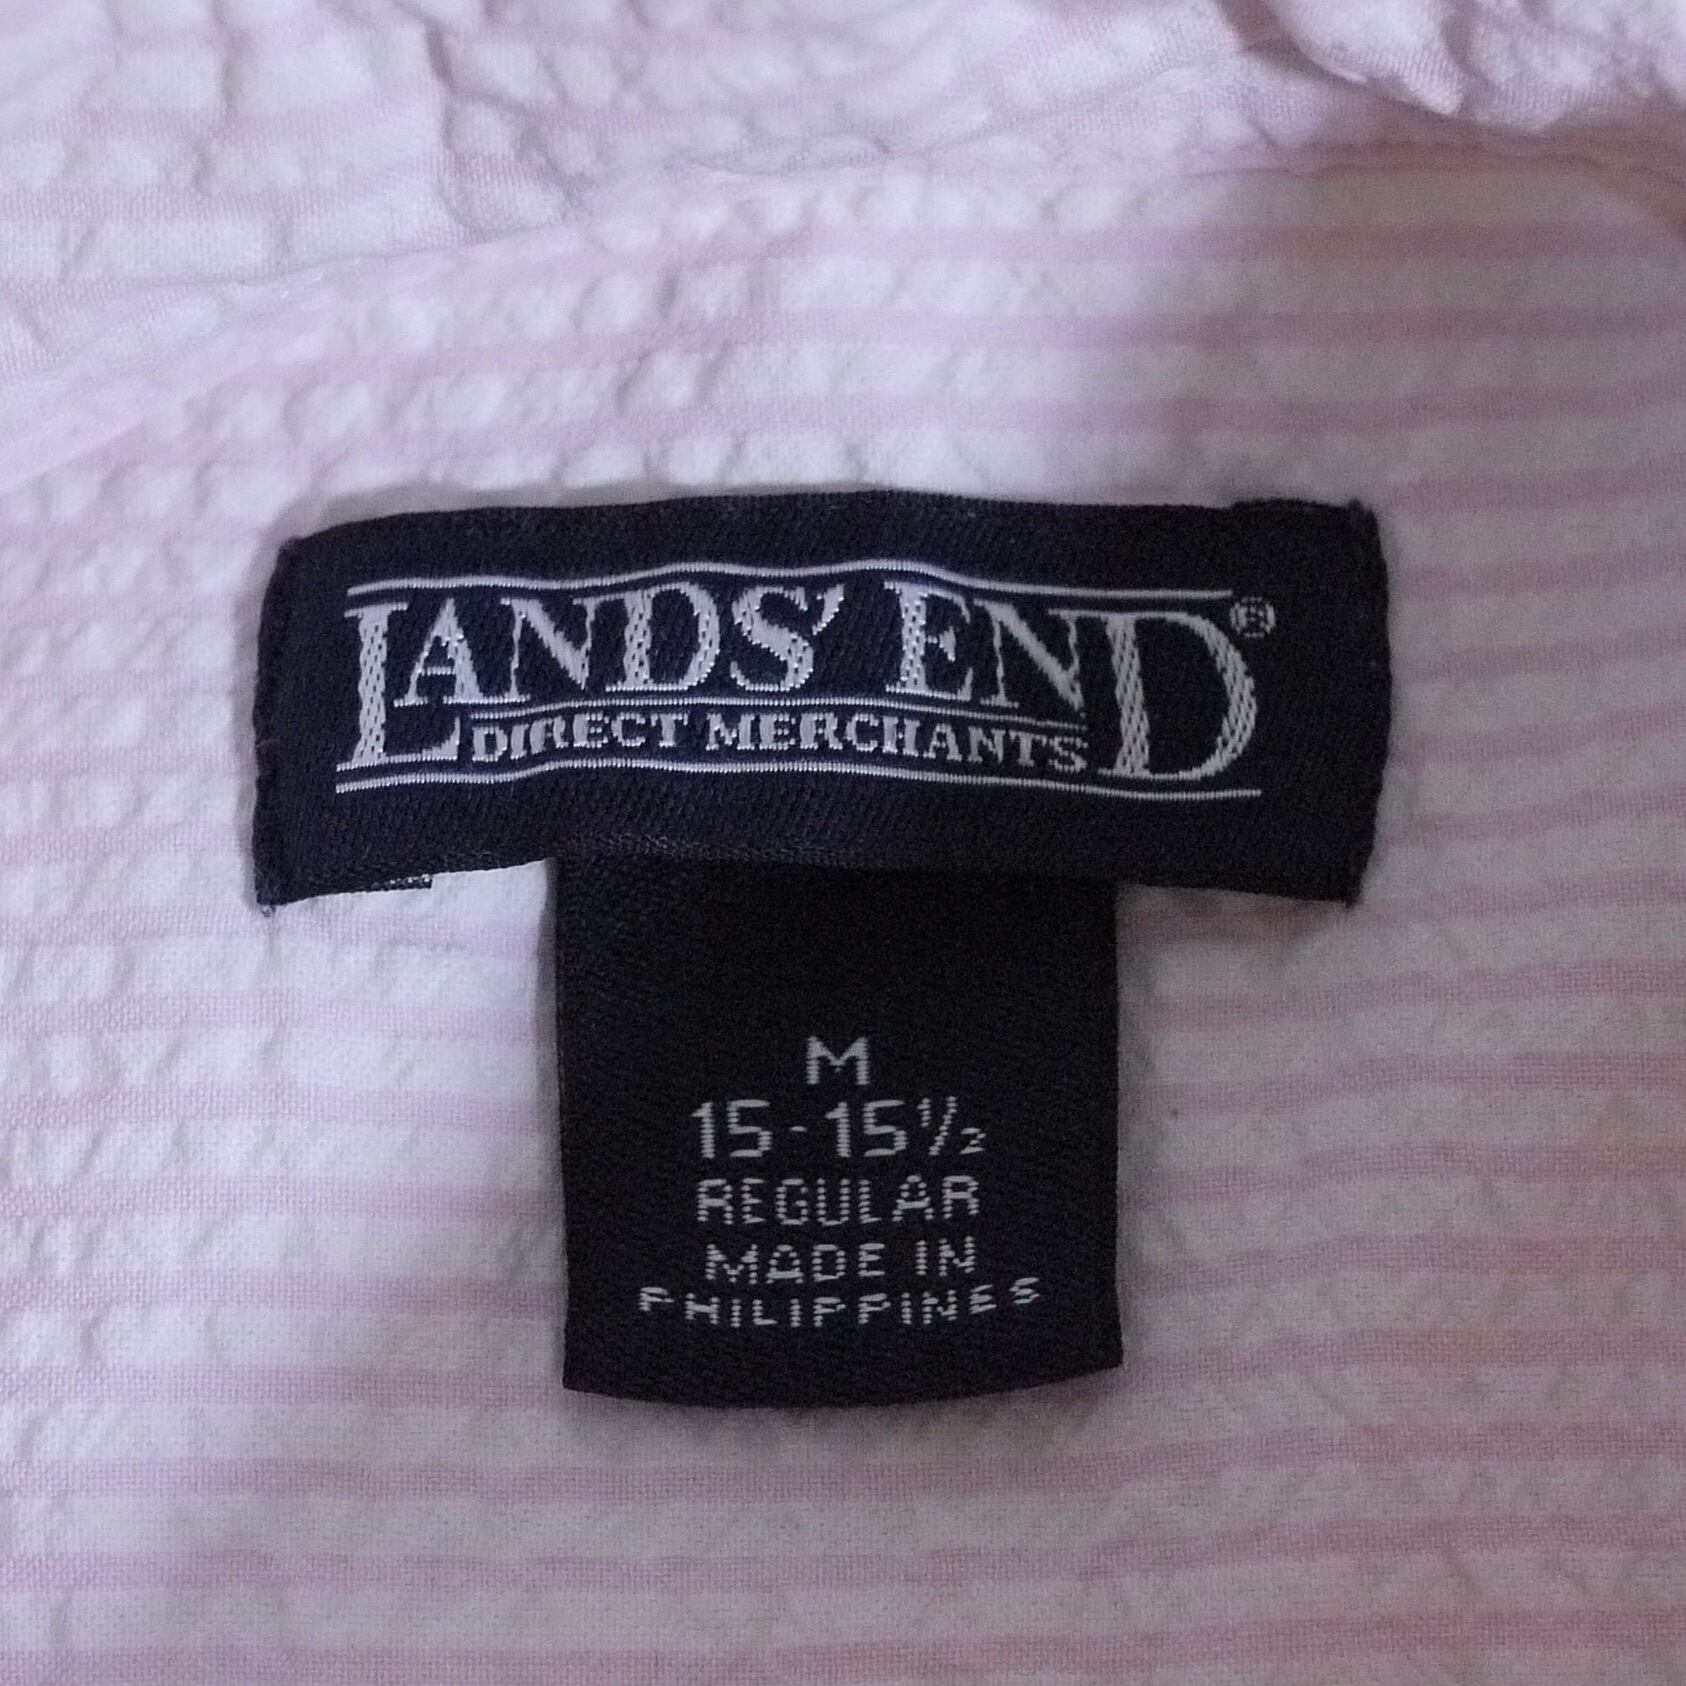 LANDS' END®
DIRECT MERCHANTS
M
15-15½
REGULAR
MADE IN
PHILIPPINES